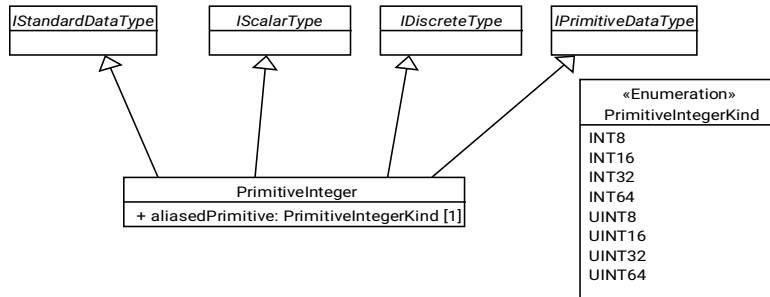 IStandardDataType
IScalarType
IDiscreteType
IPrimitiveDataType
«Enumeration»
PrimitiveIntegerKind
INT8
INT16
INT32
INT64
UINT8
UINT16
UINT32
UINT64
PrimitiveInteger
+ aliasedPrimitive: PrimitiveIntegerKind [1]